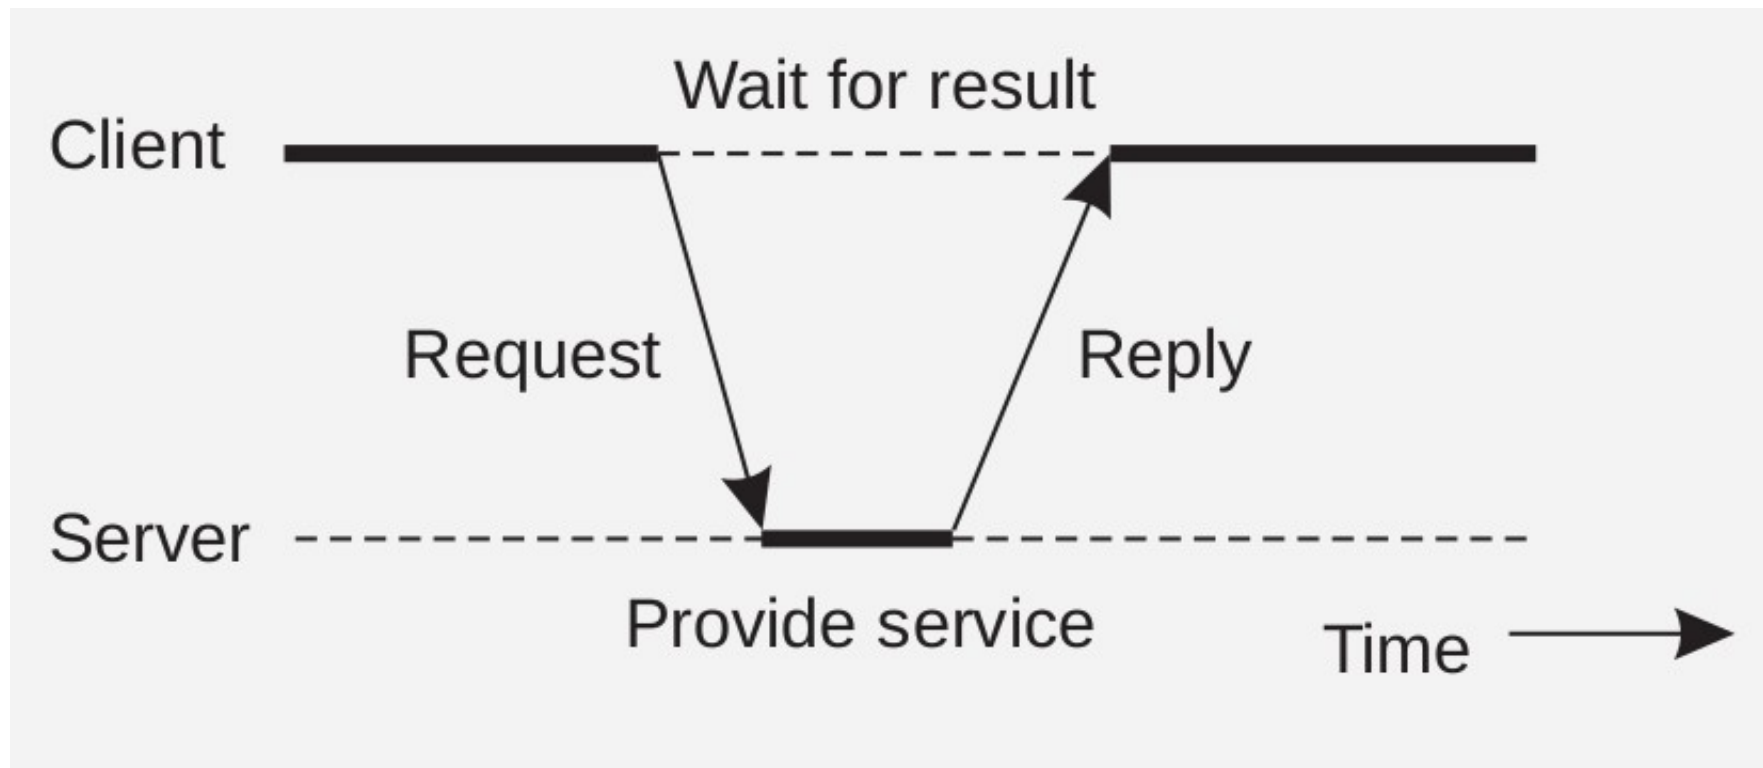 Wait for result
Client
Request
Reply
Server
Provide service
Time